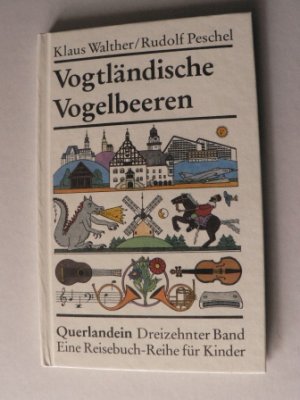 Klaus Walther/Rudolf Peschel
Vogtländische
Vogelbeeren
Querlandein Dreizehnter Band
Eine Reisebuch-Reihe für Kinder